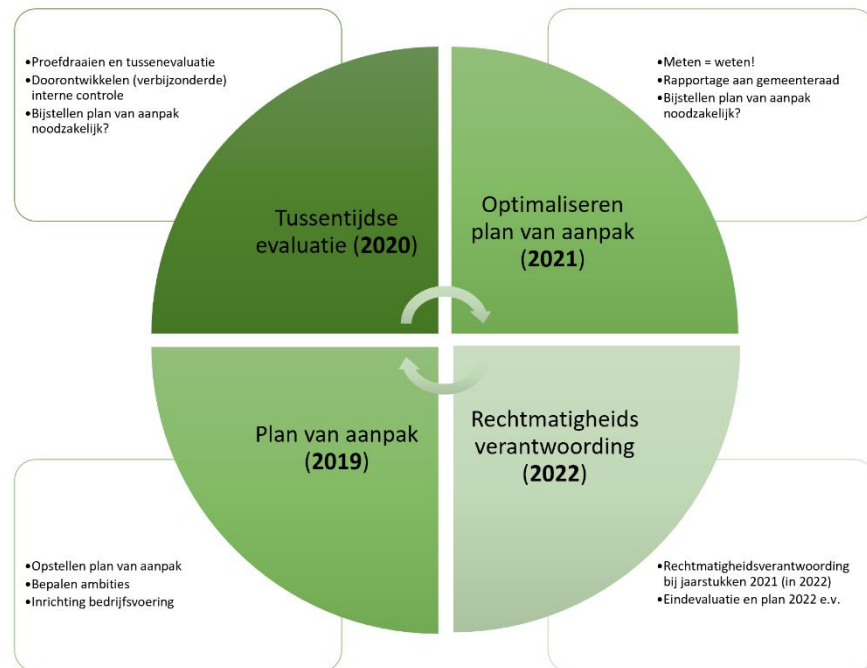 •Proefdraaien en tussenevaluatie
•Doorontwikkelen (verbijzonderde)
interne controle
•Bijstellen plan van aanpak
noodzakelijk?
•Meten = weten!
•Rapportage aan gemeenteraad
•Bijstellen plan van aanpak
noodzakelijk?
Tussentijdse
evaluatie (2020)
Optimaliseren
plan van aanpak
(2021)
Plan van aanpak
(2019)
Rechtmatigheids
verantwoording
(2022)
•Opstellen plan van aanpak
•Bepalen ambities
•Inrichting bedrijfsvoering
•Rechtmatigheidsverantwoording
bij jaarstukken 2021 (in 2022)
•Eindevaluatie en plan 2022 e.v.